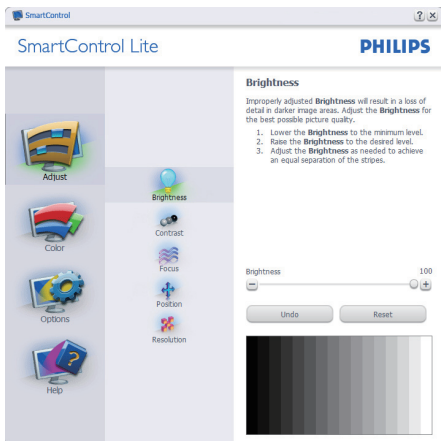 SmartControl
SmartControl Lite
PHILIPS
Adjust
Color
Options
Help
Brightness
Contrast
Focus
Position
Resolution
Brightness
Improperly adjusted Brightness will result in a loss of
detail in darker image areas. Adjust the Brightness for
the best possible picture quality.
1. Lower the Brightness to the minimum level.
2. Raise the Brightness to the desired level.
3. Adjust the Brightness as needed to achieve
an equal separation of the stripes.
Brightness 100
Undo Reset